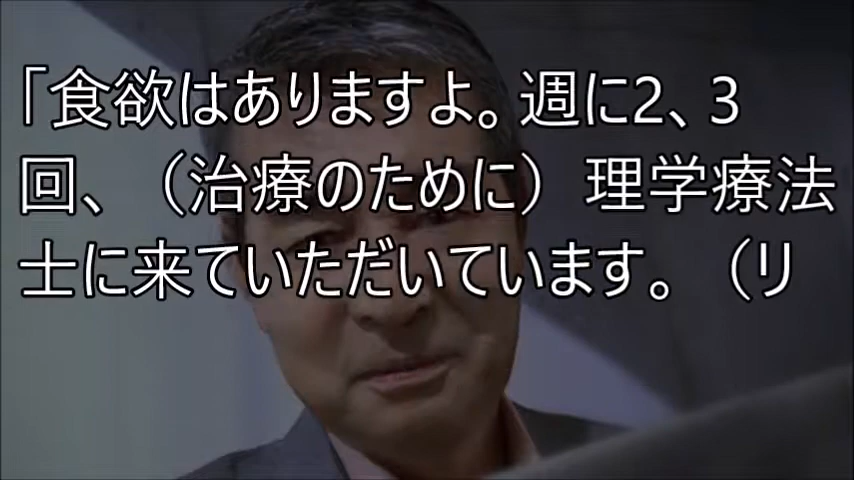 「食欲はありますよ。週に2、3
回、（治療のために）理学療法
士に来ていただいています。（リ